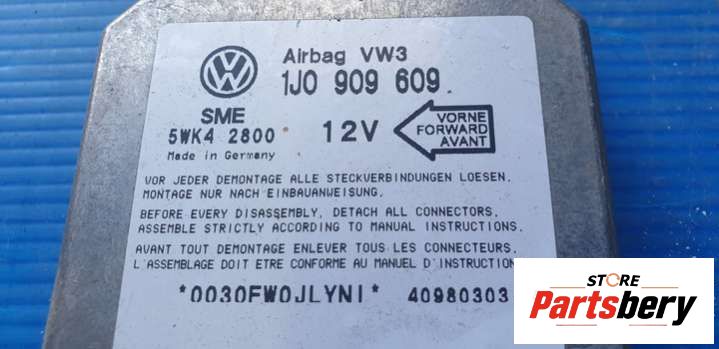 Airbag VW3
1J0 909 609
SME
5WK4 2800
12V
VORNE
FORWARD
AVANT
Made in Germany
VOR JEDER DEMONTAGE ALLE STECKVERBINDUNGEN LOESEN.
MONTAGE NUR NACH EINBAUANWEISUNG.
BEFORE EVERY DISASSEMBLY, DETACH ALL CONNECTORS.
ASSEMBLE STRICTLY ACCORDING TO MANUAL INSTRUCTIONS.
AVANT TOUT DEMONTAGE ENLEVER TOUS LES CONNECTEURS.
L'ASSEMBLAGE DOIT ETRE CONFORME AU MANUEL D'INSTRUCTION
*0030FW0JLYNI* 40980303
STORE
Partsbery